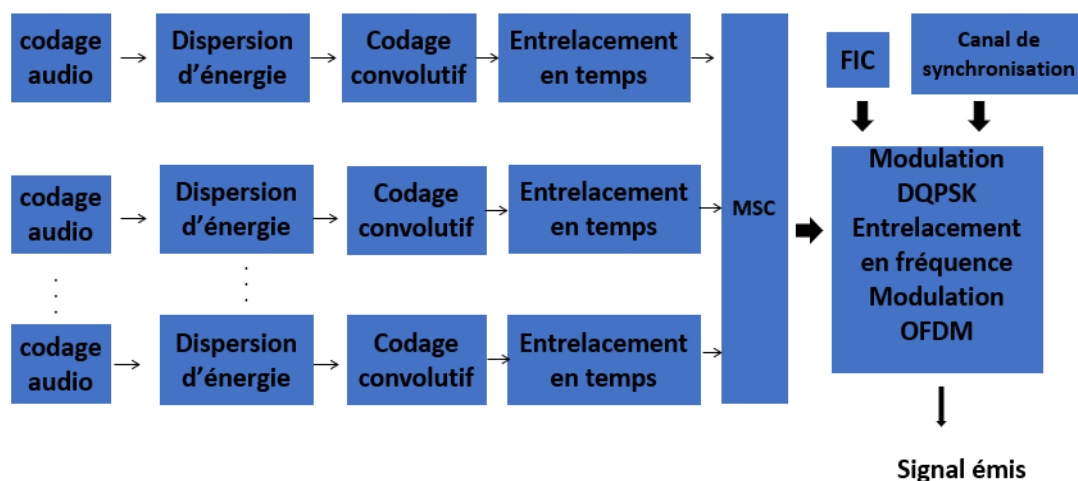 codage
audio
Dispersion
d’énergie
Codage
convolutif
Entrelacement
en temps
codage
audio
Dispersion
d’énergie
Codage
convolutif
Entrelacement
en temps
codage
audio
Dispersion
d’énergie
Codage
convolutif
Entrelacement
en temps
MSC
FIC
Canal de
synchronisation
Modulation
DQPSK
Entrelacement
en fréquence
Modulation
OFDM
Signal émis